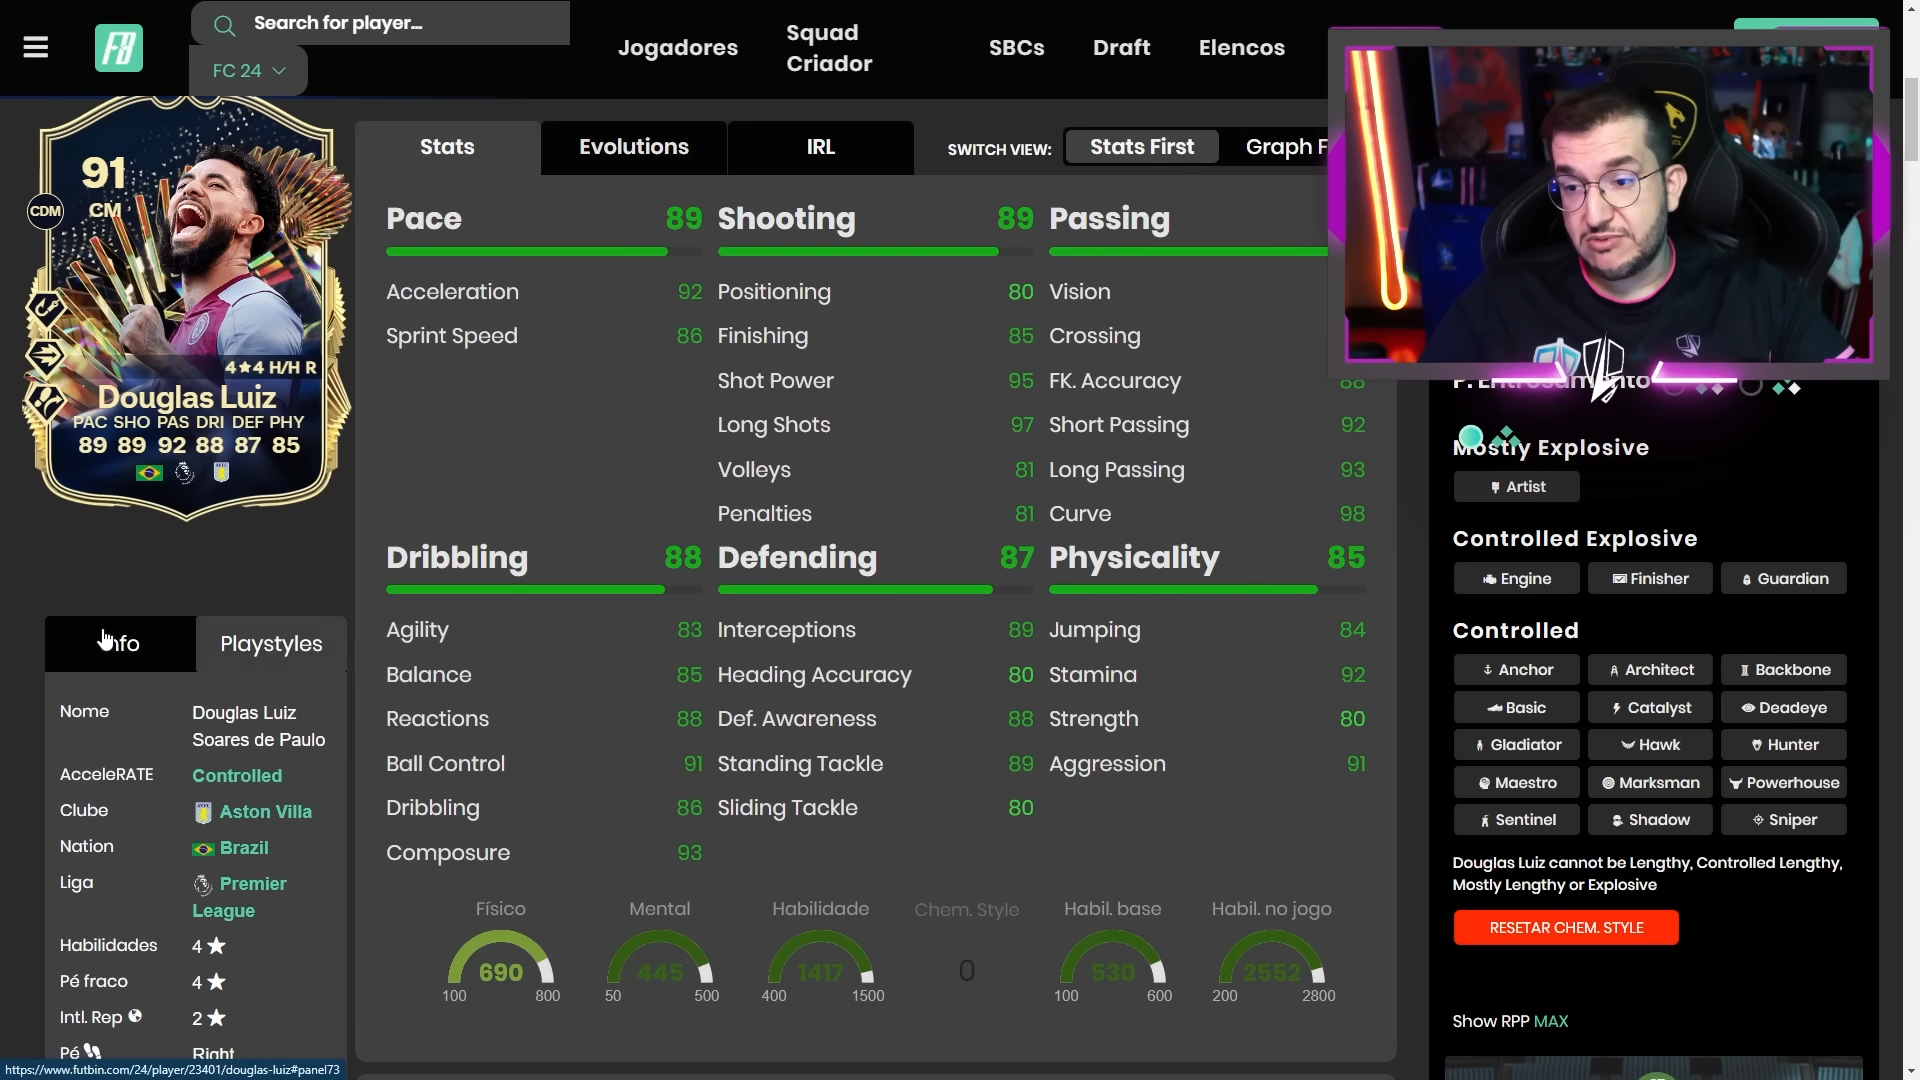 Search for player...
FC 24
Jogadores
Squad
Criador
SBCs
Draft
Elencos
91
CM
CDM
4★4 H/H R
Douglas Luiz
PAC SHO PAS DRI DEF PHY
89 89 92 88 87 85
Stats
Evolutions
IRL
SWITCH VIEW:
Stats First
Graph F
Pace 89
Acceleration 92
Sprint Speed 86
Shooting 89
Positioning 80
Finishing 85
Shot Power 95
Long Shots 97
Volleys 81
Penalties 81
Passing
Vision
Crossing
FK. Accuracy 88
Short Passing 92
Long Passing 93
Curve 98
Dribbling 88
Agility 83
Balance 85
Reactions 88
Ball Control 91
Dribbling 86
Composure 93
Defending 87
Interceptions 89
Heading Accuracy 80
Def. Awareness 88
Standing Tackle 89
Sliding Tackle 80
Physicality 85
Jumping 84
Stamina 92
Strength 80
Aggression 91
Físico
690
100 800
Mental
445
50 500
Habilidade
1417
400 1500
Chem. Style
0
Habil. base
530
100 600
Habil. no jogo
2552
200 2800
nfo
Playstyles
Nome Douglas Luiz
Soares de Paulo
AcceleRATE Controlled
Clube Aston Villa
Nation Brazil
Liga Premier
League
Habilidades 4 ★
Pé fraco 4 ★
Intl. Rep 2 ★
Pé Right
https://www.futbin.com/24/player/23401/douglas-luiz#panel73
P. Entrosamento
Mostly Explosive
Artist
Controlled Explosive
Engine Finisher Guardian
Controlled
Anchor Architect Backbone
Basic Catalyst Deadeye
Gladiator Hawk Hunter
Maestro Marksman Powerhouse
Sentinel Shadow Sniper
Douglas Luiz cannot be Lengthy, Controlled Lengthy,
Mostly Lengthy or Explosive
RESETAR CHEM. STYLE
Show RPP MAX